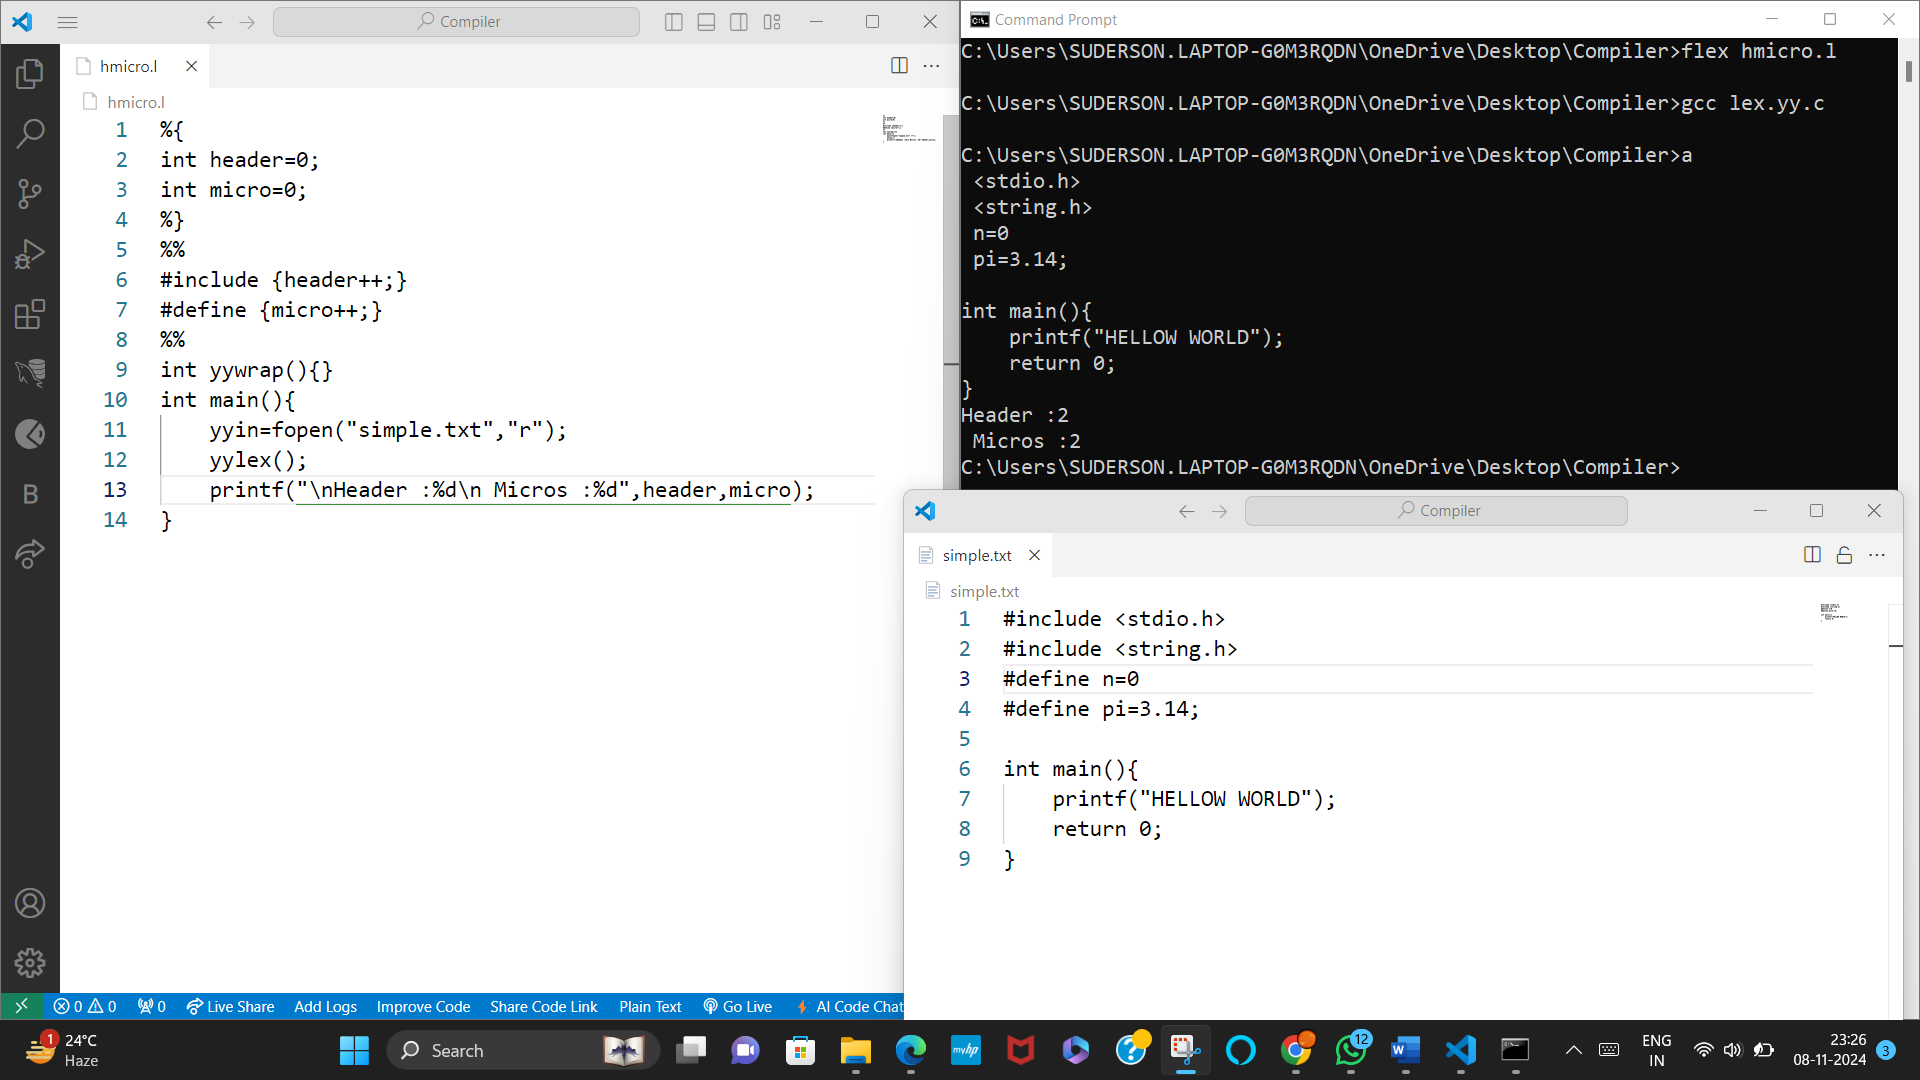 Compiler
hmicro.l
hmicro.l
1 %{
2 int header=0;
3 int micro=0;
4 %}
5 %%
6 #include {header++;}
7 #define {micro++;}
8 %%
9 int yywrap(){}
10 int main(){
11 yyin=fopen("simple.txt","r");
12 yylex();
13 printf("\nHeader :%d\n Micros :%d",header,micro);
14 }
B
0 0 0 Live Share Add Logs Improve Code Share Code Link Plain Text Go Live AI Code Chat
Command Prompt
C:\Users\SUDERSON.LAPTOP-G0M3RQDN\OneDrive\Desktop\Compiler>flex hmicro.l
C:\Users\SUDERSON.LAPTOP-G0M3RQDN\OneDrive\Desktop\Compiler>gcc lex.yy.c
C:\Users\SUDERSON.LAPTOP-G0M3RQDN\OneDrive\Desktop\Compiler>a
<stdio.h>
<string.h>
n=0
pi=3.14;
int main(){
printf("HELLOW WORLD");
return 0;
}
Header :2
Micros :2
C:\Users\SUDERSON.LAPTOP-G0M3RQDN\OneDrive\Desktop\Compiler>
Compiler
simple.txt
simple.txt
1 #include <stdio.h>
2 #include <string.h>
3 #define n=0
4 #define pi=3.14;
5
6 int main(){
7 printf("HELLOW WORLD");
8 return 0;
9 }
1
24°C
Haze
Search
myhp
12
W
ENG
IN
23:26
08-11-2024
3